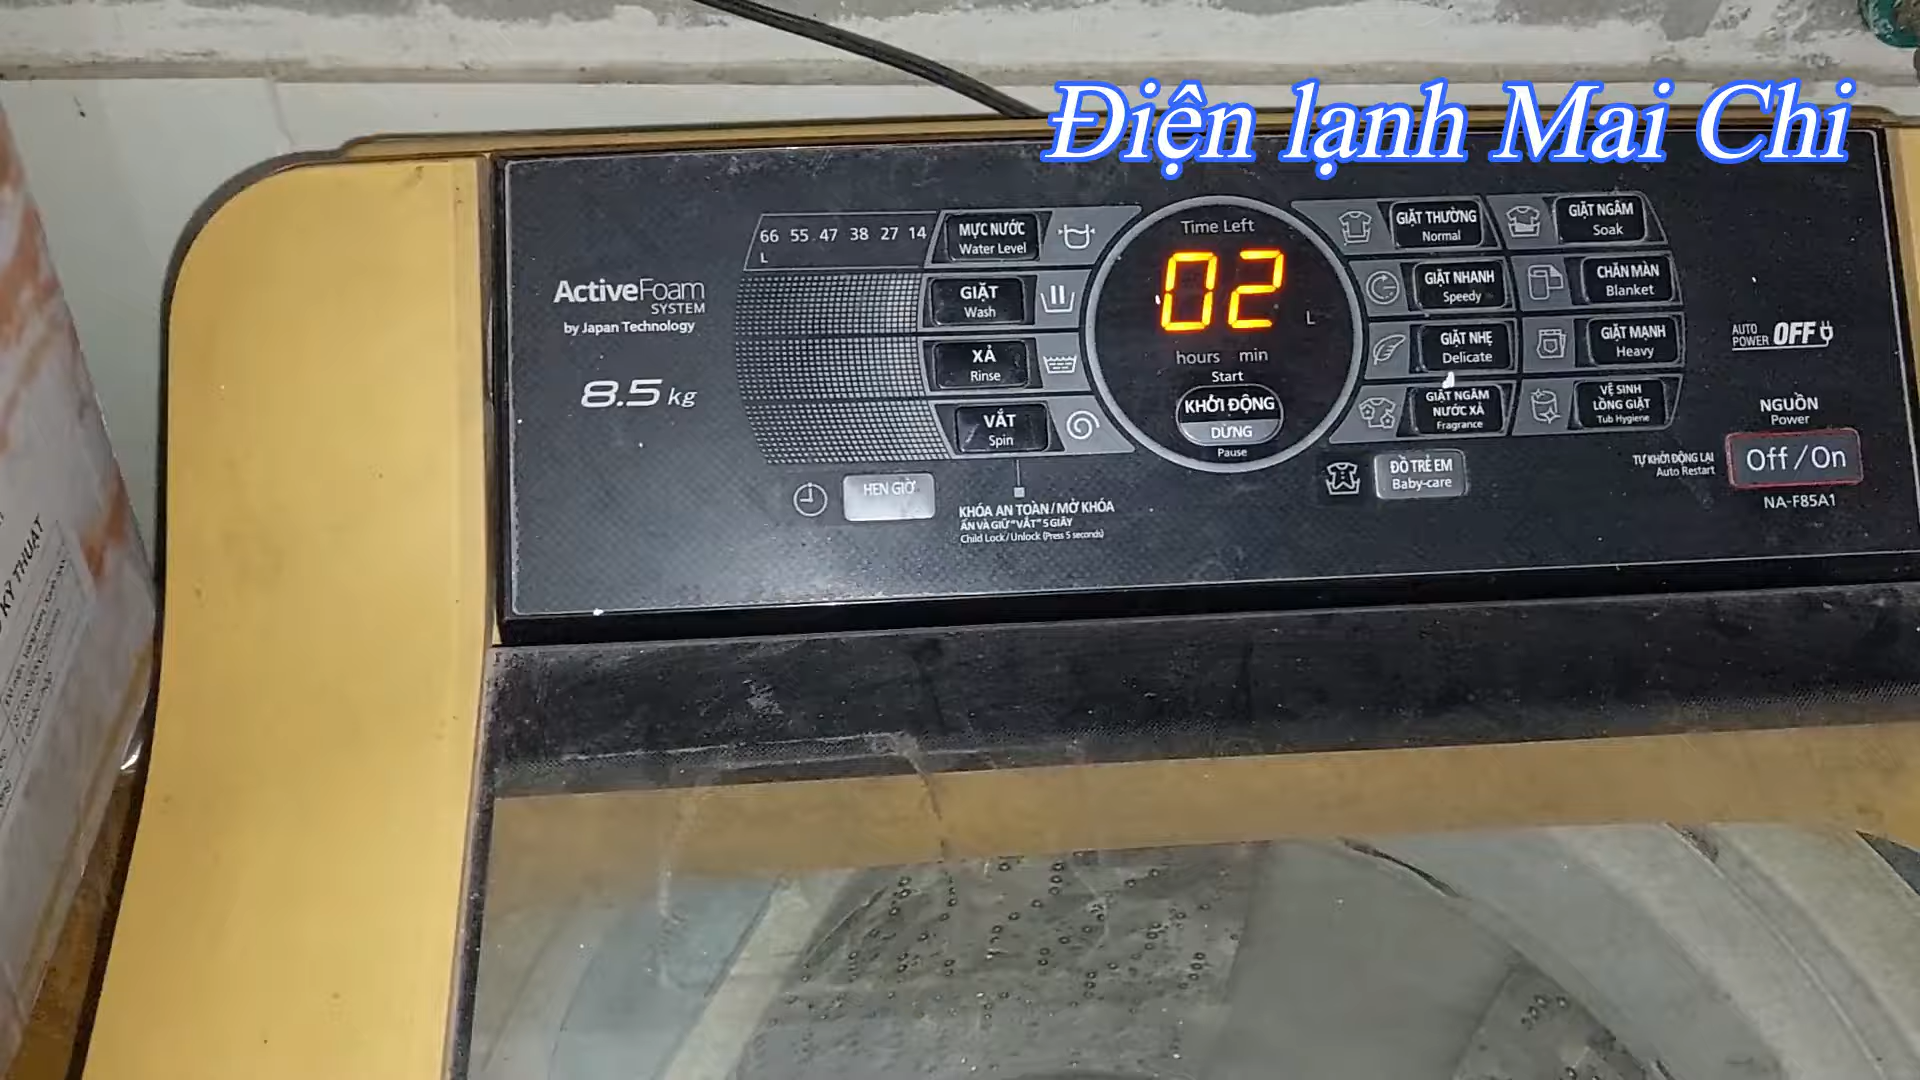 Điện lạnh Mai Chi
ActiveFoam
SYSTEM
by Japan Technology
8.5 kg
66 55 47 38 27 14
L
MỰC NƯỚC
Water Level
GIẶT
Wash
XẢ
Rinse
VẮT
Spin
HẸN GIỜ
KHÓA AN TOÀN/MỞ KHÓA
ẤN VÀ GIỮ "VẮT" 5 GIÂY
Child Lock/Unlock (Press 5 seconds)
Time Left
02
L
hours min
Start
KHỞI ĐỘNG
DỪNG
Pause
GIẶT THƯỜNG
Normal
GIẶT NGÂM
Soak
GIẶT NHANH
Speedy
CHĂN MÀN
Blanket
GIẶT NHẸ
Delicate
GIẶT MẠNH
Heavy
GIẶT NGÂM
NƯỚC XẢ
Fragrance
VỆ SINH
LỒNG GIẶT
Tub Hygiene
ĐỒ TRẺ EM
Baby-care
AUTO
POWER OFF
NGUỒN
Power
TỰ KHỞI ĐỘNG LẠI
Auto Restart
Off/On
NA-F85A1
KỸ THUẬT